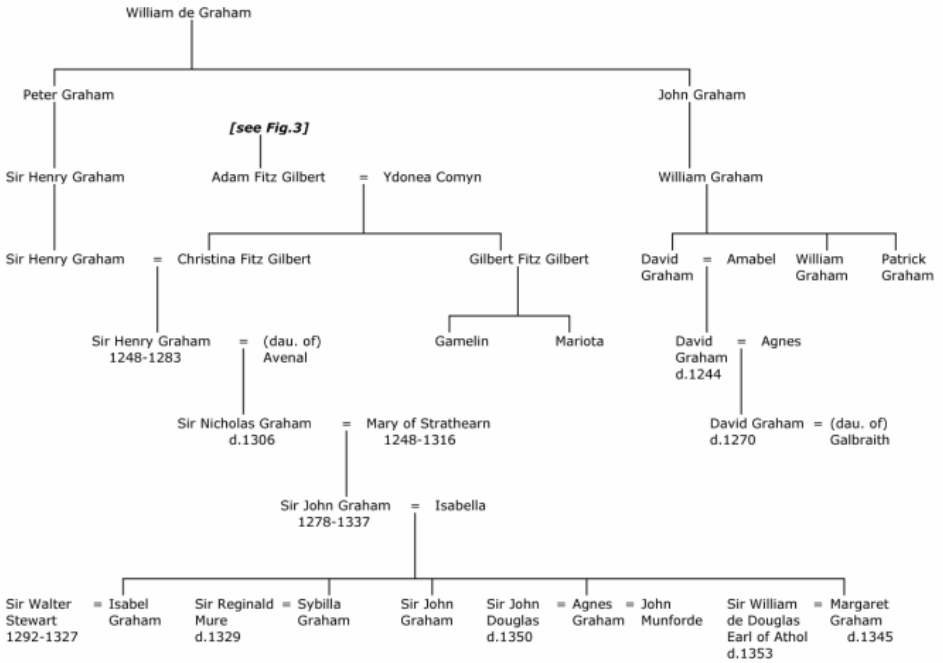 William de Graham
Peter Graham John Graham
[see Fig.3]
Sir Henry Graham Adam Fitz Gilbert = Ydonea Comyn William Graham
Sir Henry Graham = Christina Fitz Gilbert Gilbert Fitz Gilbert David = Amabel William Patrick
Graham Graham Graham
Sir Henry Graham = (dau. of) Gamelin Mariota David = Agnes
1248-1283 Avenal Graham
d.1244
Sir Nicholas Graham = Mary of Strathearn David Graham = (dau. of)
d.1306 1248-1316 d.1270 Galbraith
Sir John Graham = Isabella
1278-1337
Sir Walter = Isabel Sir Reginald = Sybilla Sir John Sir John = Agnes = John Sir William = Margaret
Stewart Graham Mure Graham Graham Douglas Graham Munforde de Douglas Graham
1292-1327 d.1329 d.1350 Earl of Athol d.1345
d.1353